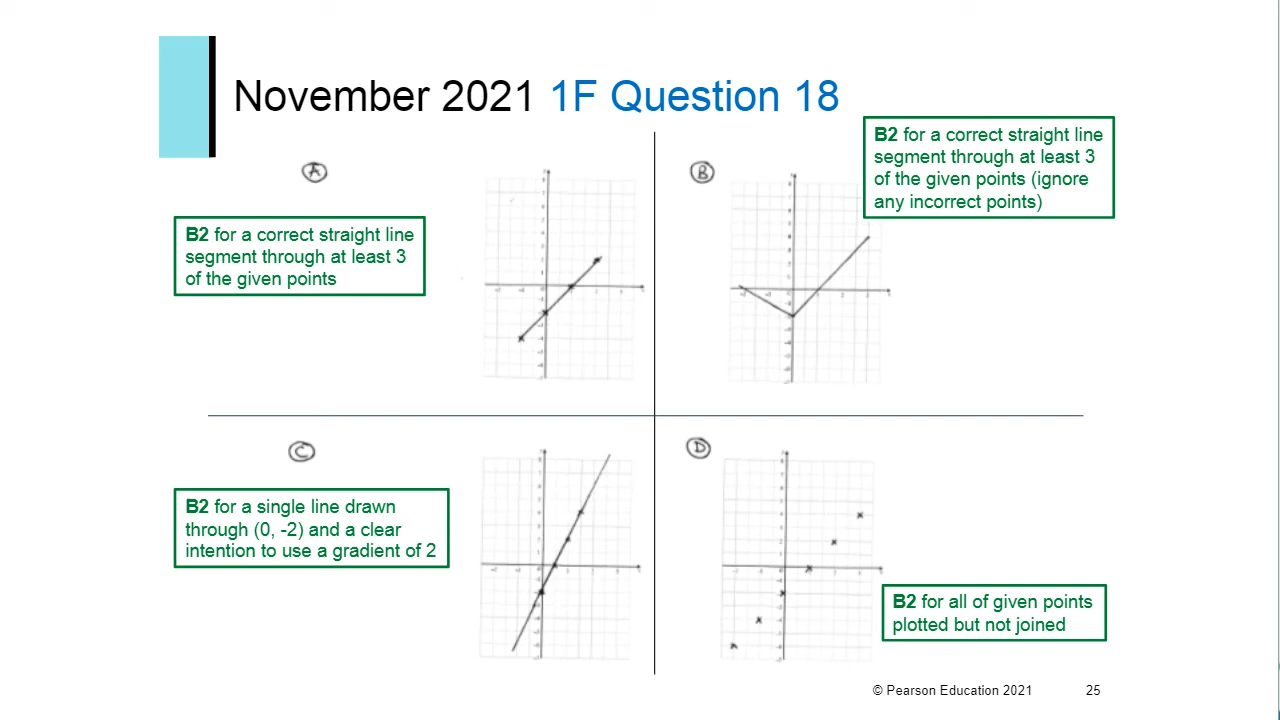 November 2021 1F Question 18
A
B2 for a correct straight line
segment through at least 3
of the given points
B
B2 for a correct straight line
segment through at least 3
of the given points (ignore
any incorrect points)
C
B2 for a single line drawn
through (0, -2) and a clear
intention to use a gradient of 2
D
B2 for all of given points
plotted but not joined
© Pearson Education 2021
25